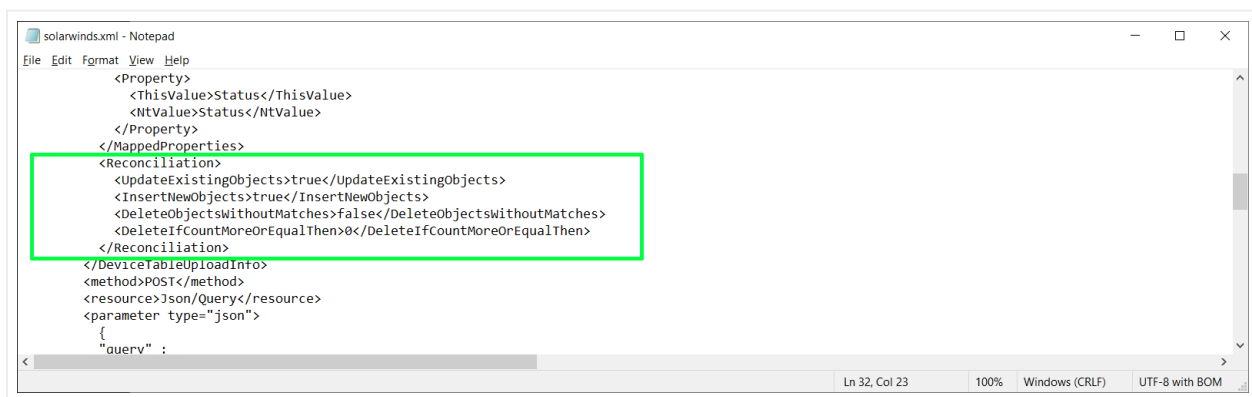 solarwinds.xml - Notepad
File Edit Format View Help
<Property>
<ThisValue>Status</ThisValue>
<NtValue>Status</NtValue>
</Property>
</MappedProperties>
<Reconciliation>
<UpdateExistingObjects>true</UpdateExistingObjects>
<InsertNewObjects>true</InsertNewObjects>
<DeleteObjectsWithoutMatches>false</DeleteObjectsWithoutMatches>
<DeleteIfCountMoreOrEqualThen>0</DeleteIfCountMoreOrEqualThen>
</Reconciliation>
</DeviceTableUploadInfo>
<method>POST</method>
<resource>Json/Query</resource>
<parameter type="json">
{
"query" :
Ln 32, Col 23 100% Windows (CRLF) UTF-8 with BOM